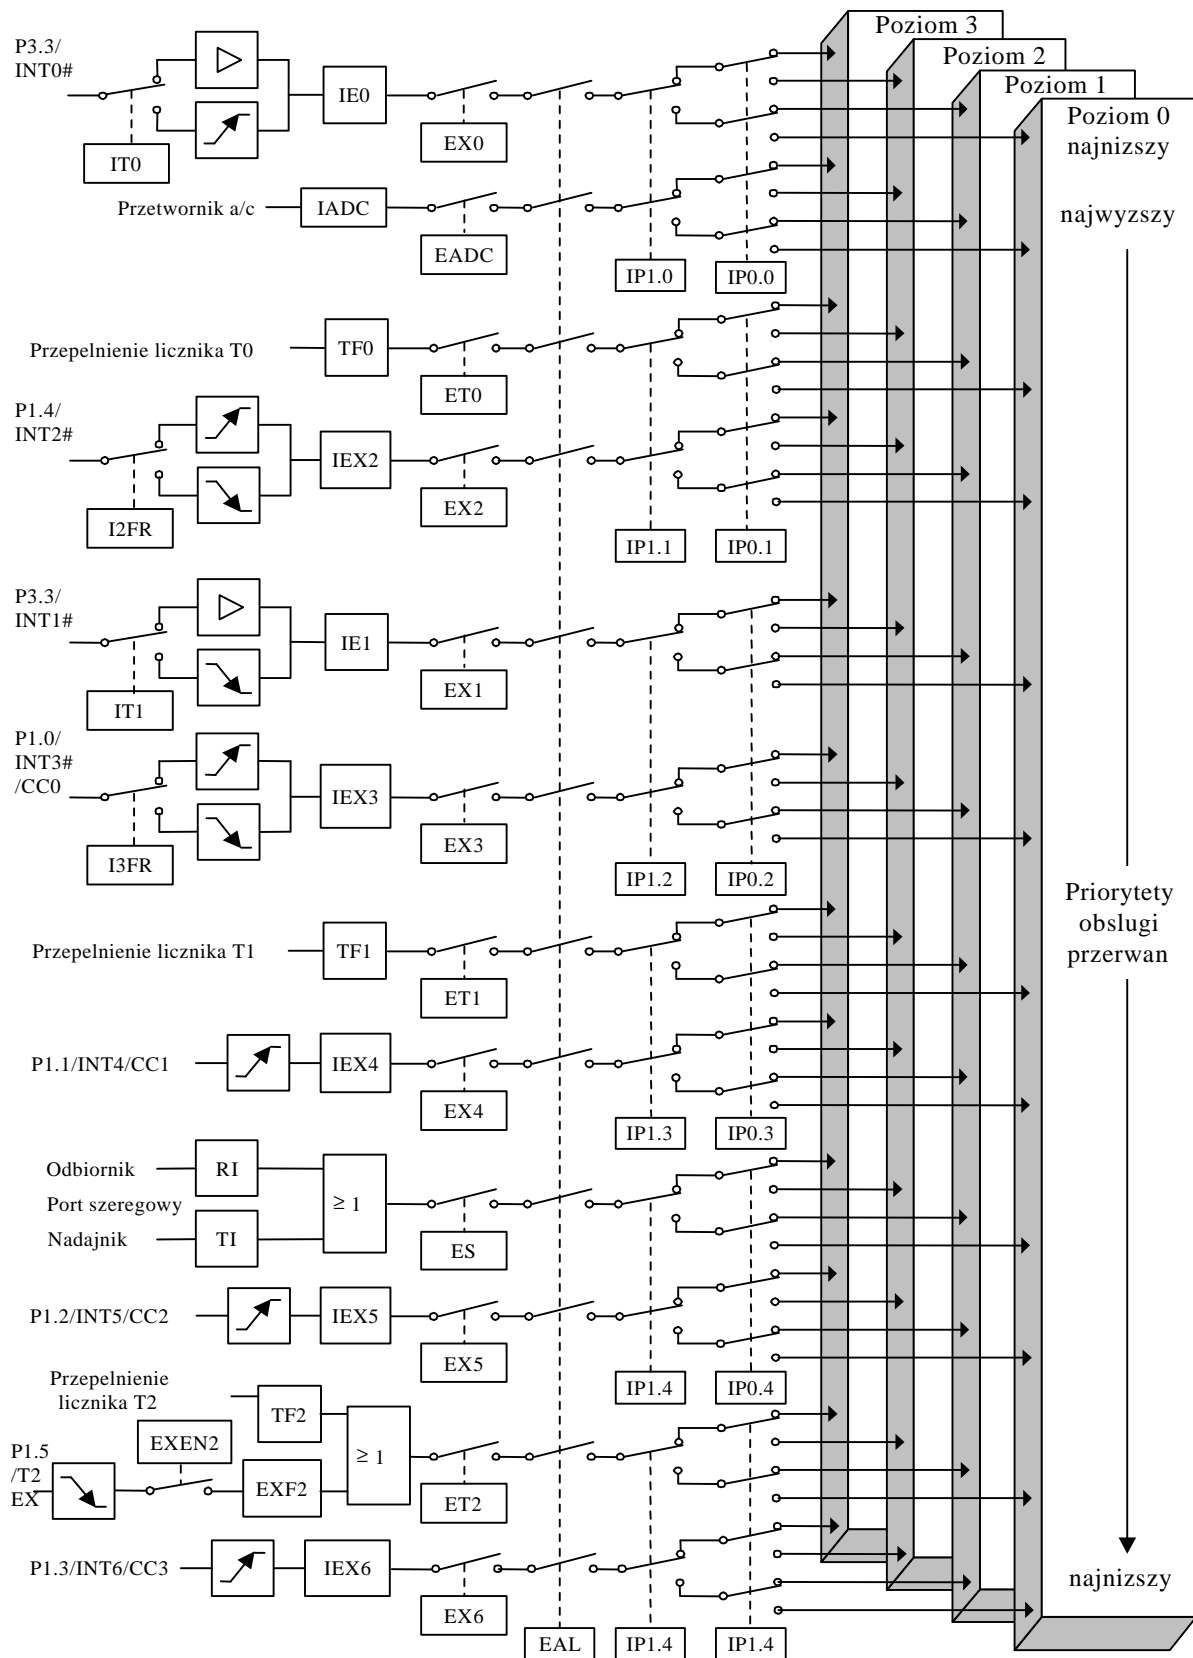 Poziom 3
Poziom 2
Poziom 1
Poziom 0
najnizszy
najwyzszy
P3.3/
INT0#
IE0
EX0
IT0
Przetwornik a/c
IADC
EADC
IP1.0
IP0.0
Przepelnienie licznika T0
TF0
ET0
P1.4/
INT2#
IEX2
EX2
I2FR
IP1.1
IP0.1
P3.3/
INT1#
IE1
EX1
IT1
P1.0/
INT3#
/CC0
IEX3
EX3
I3FR
IP1.2
IP0.2
Priorytety
obslugi
przerwan
Przepelnienie licznika T1
TF1
ET1
P1.1/INT4/CC1
IEX4
EX4
IP1.3
IP0.3
Odbiornik
RI
Port szeregowy
≥ 1
Nadajnik
TI
ES
P1.2/INT5/CC2
IEX5
EX5
IP1.4
IP0.4
Przepelnienie
licznika T2
TF2
EXEN2
≥ 1
P1.5
/T2
EX
EXF2
ET2
P1.3/INT6/CC3
IEX6
EX6
najnizszy
EAL
IP1.4
IP1.4